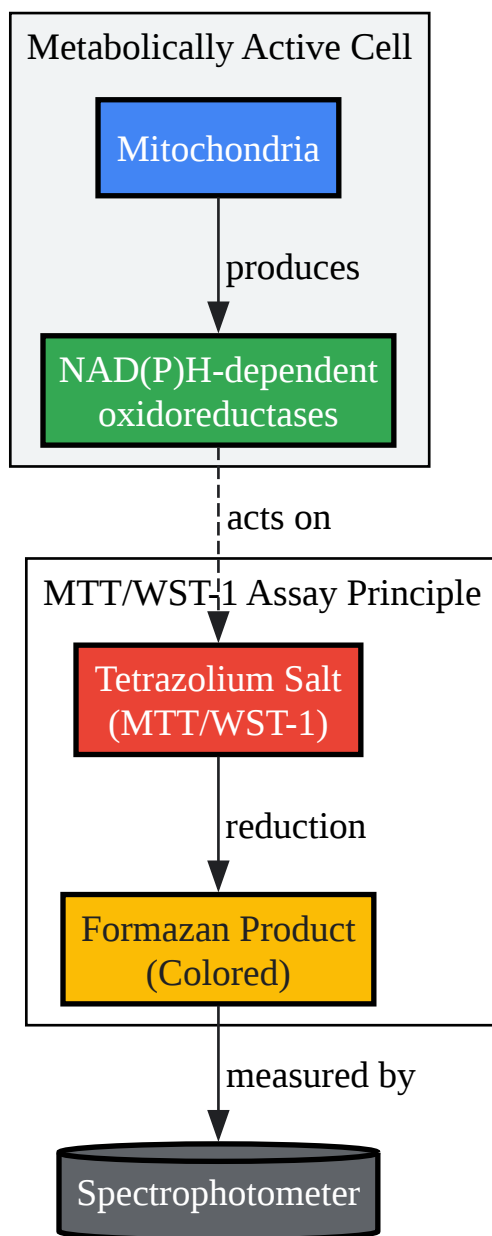 Metabolically Active Cell
Mitochondria
produces
NAD(P)H-dependent
oxidoreductases
acts on
MTT/WST-1 Assay Principle
Tetrazolium Salt
(MTT/WST-1)
reduction
Formazan Product
(Colored)
measured by
Spectrophotometer